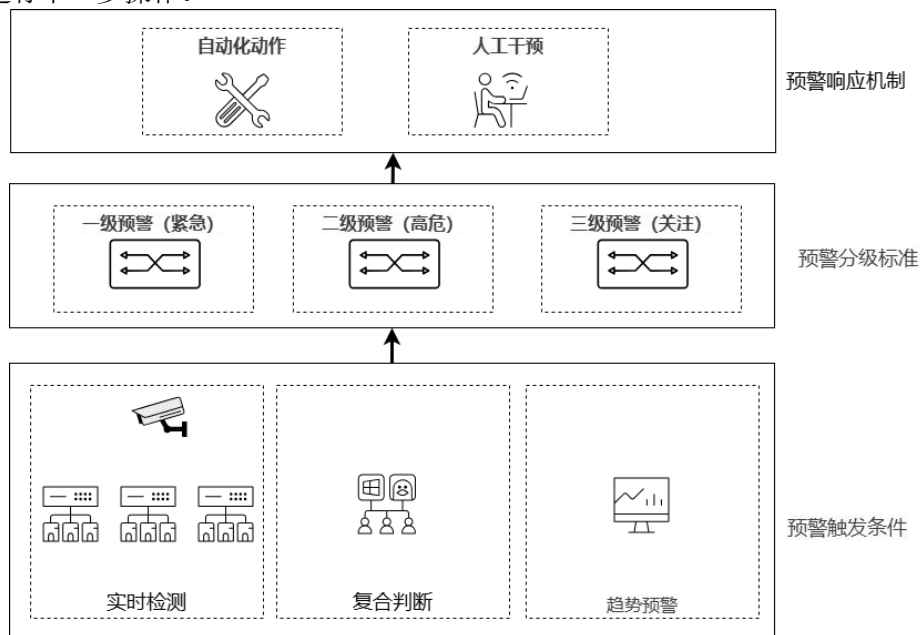 自动化动作
人工干预
预警响应机制
一级预警（紧急）
二级预警（高危）
三级预警（关注）
预警分级标准
实时检测
复合判断
趋势预警
预警触发条件